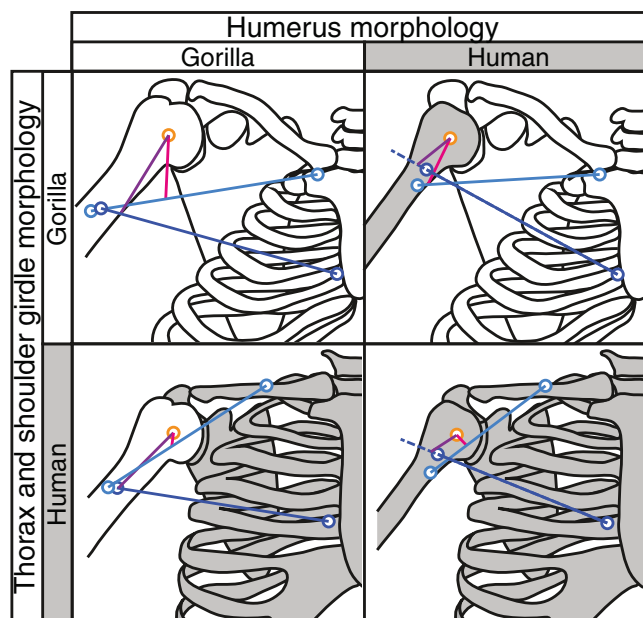 Humerus morphology
Gorilla
Human
Thorax and shoulder girdle morphology
Gorilla
Human